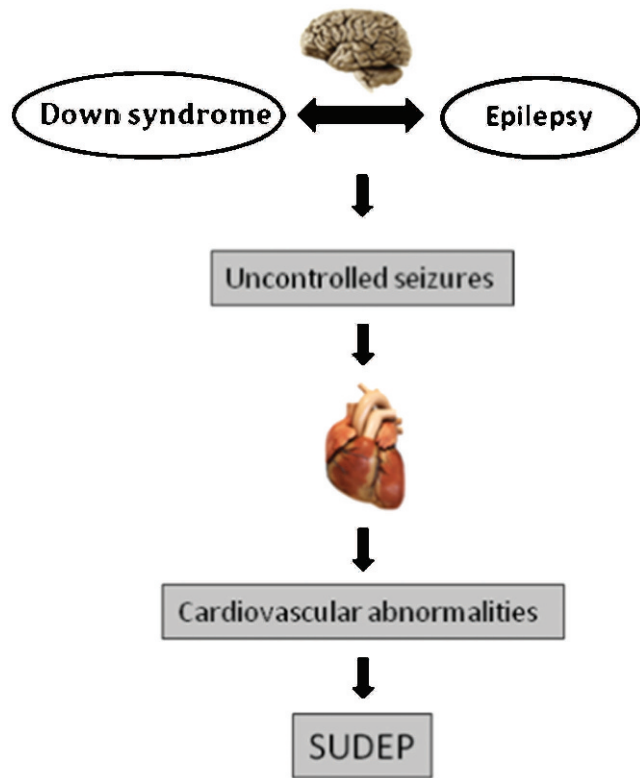 Down syndrome
Epilepsy
Uncontrolled seizures
Cardiovascular abnormalities
SUDEP